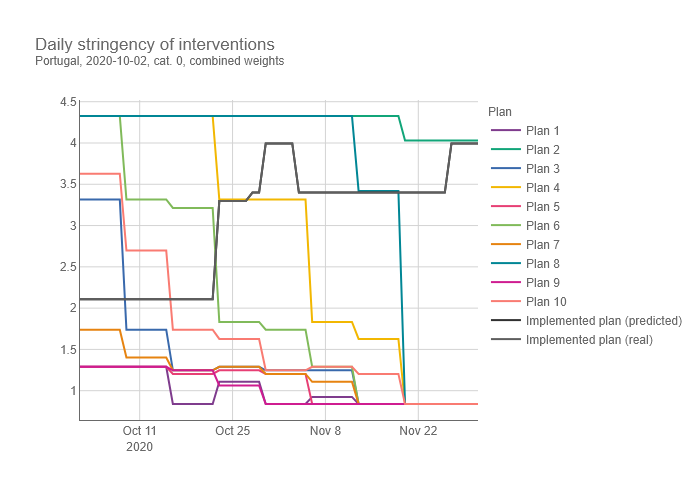 Daily stringency of interventions
Portugal, 2020-10-02, cat. 0, combined weights
4.5
4
3.5
3
2.5
2
1.5
1
Oct 11
2020
Oct 25
Nov 8
Nov 22
Plan
Plan 1
Plan 2
Plan 3
Plan 4
Plan 5
Plan 6
Plan 7
Plan 8
Plan 9
Plan 10
Implemented plan (predicted)
Implemented plan (real)